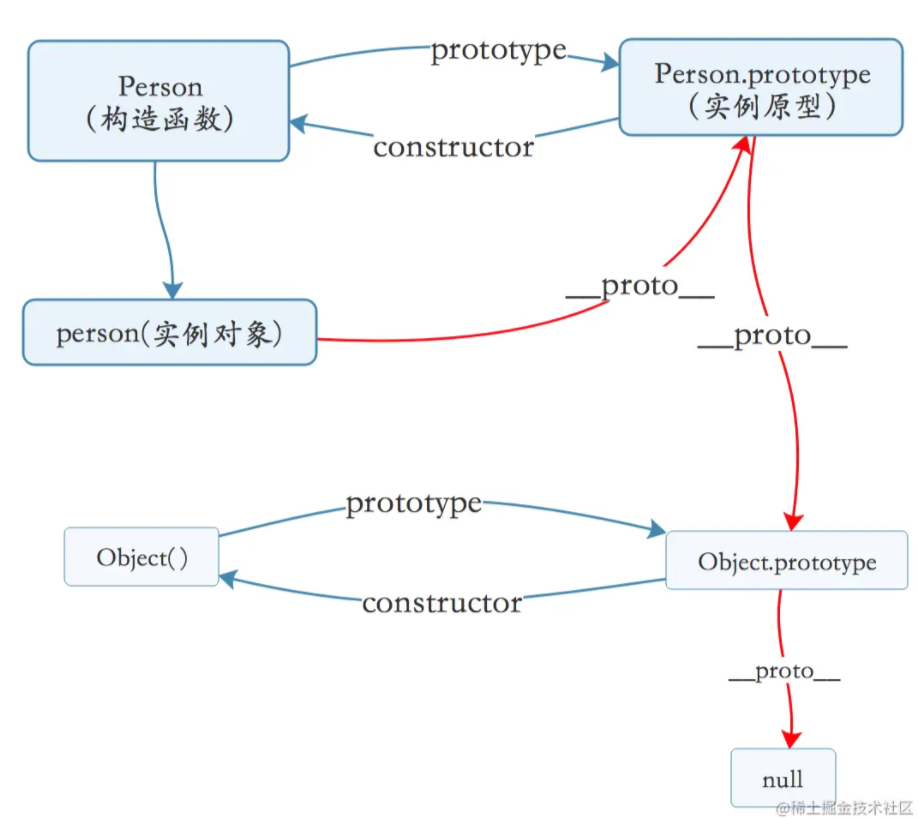 prototype
Person
（构造函数）
Person.prototype
（实例原型）
constructor
__proto__
person(实例对象)
__proto__
prototype
Object( )
Object.prototype
constructor
__proto__
null
@稀土掘金技术社区